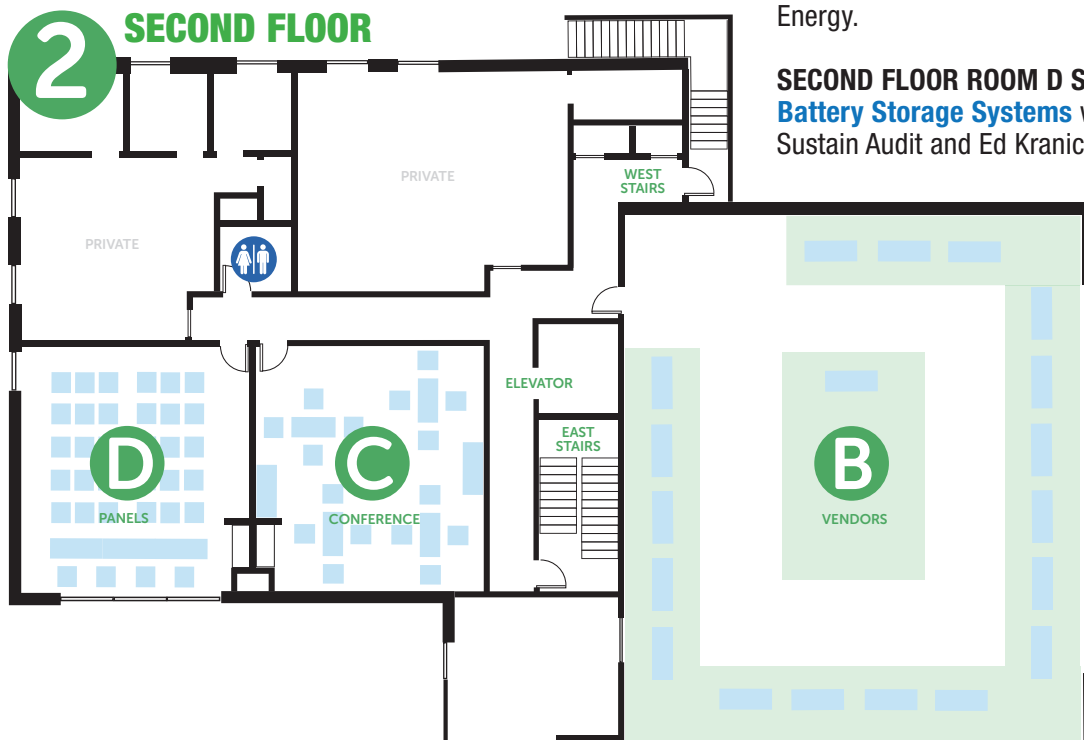 2
SECOND FLOOR
Energy.
SECOND FLOOR ROOM D S
Battery Storage Systems
Sustain Audit and Ed Kranic
PRIVATE
WEST
STAIRS
PRIVATE
ELEVATOR
EAST
STAIRS
D
PANELS
C
CONFERENCE
B
VENDORS